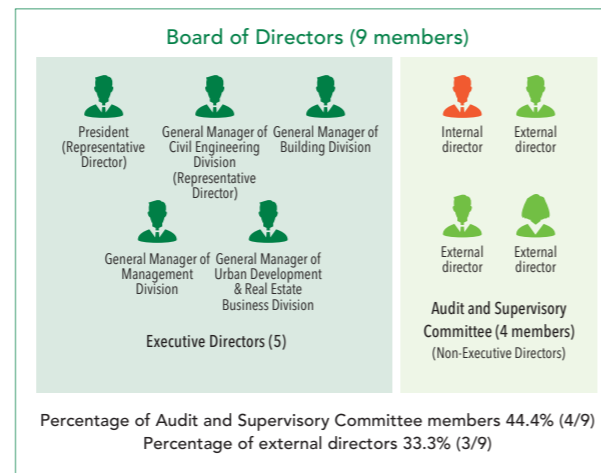 Board of Directors (9 members)
President
(Representative
Director)
General Manager of
Civil Engineering
Division
(Representative
Director)
General Manager of
Building Division
General Manager of
Management
Division
General Manager of
Urban Development
& Real Estate
Business Division
Executive Directors (5)
Internal
director
External
director
External
director
External
director
Audit and Supervisory
Committee (4 members)
(Non-Executive Directors)
Percentage of Audit and Supervisory Committee members 44.4% (4/9)
Percentage of external directors 33.3% (3/9)